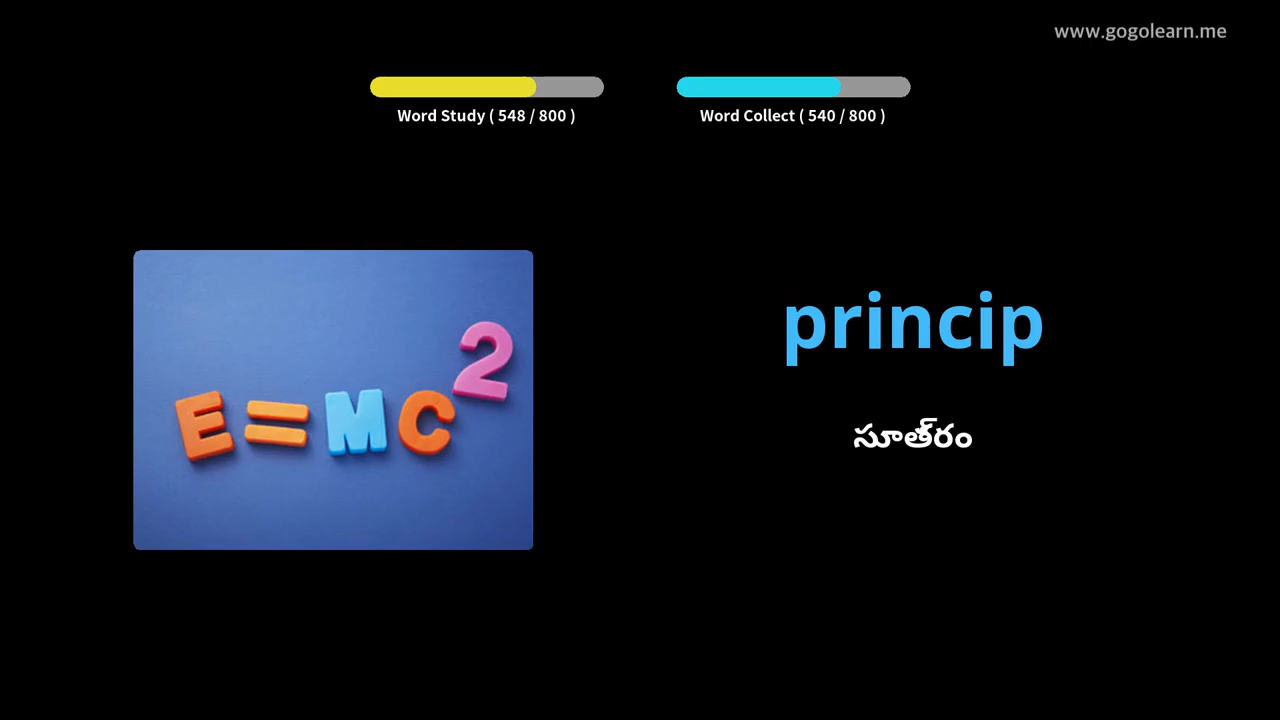 www.gogolearn.me
Word Study ( 548 / 800 )
Word Collect ( 540 / 800 )
E=MC2
princip
సూత్రం